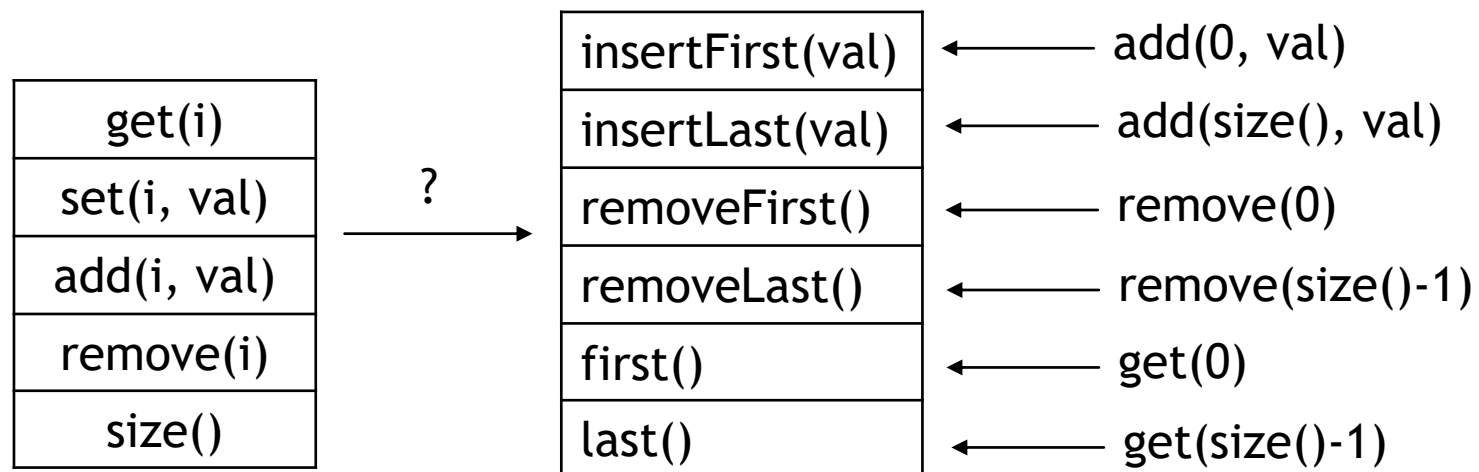 get(i)
set(i, val)
add(i, val)
remove(i)
size()
?
insertFirst(val)
add(0, val)
insertLast(val)
add(size(), val)
removeFirst()
remove(0)
removeLast()
remove(size()-1)
first()
get(0)
last()
get(size()-1)